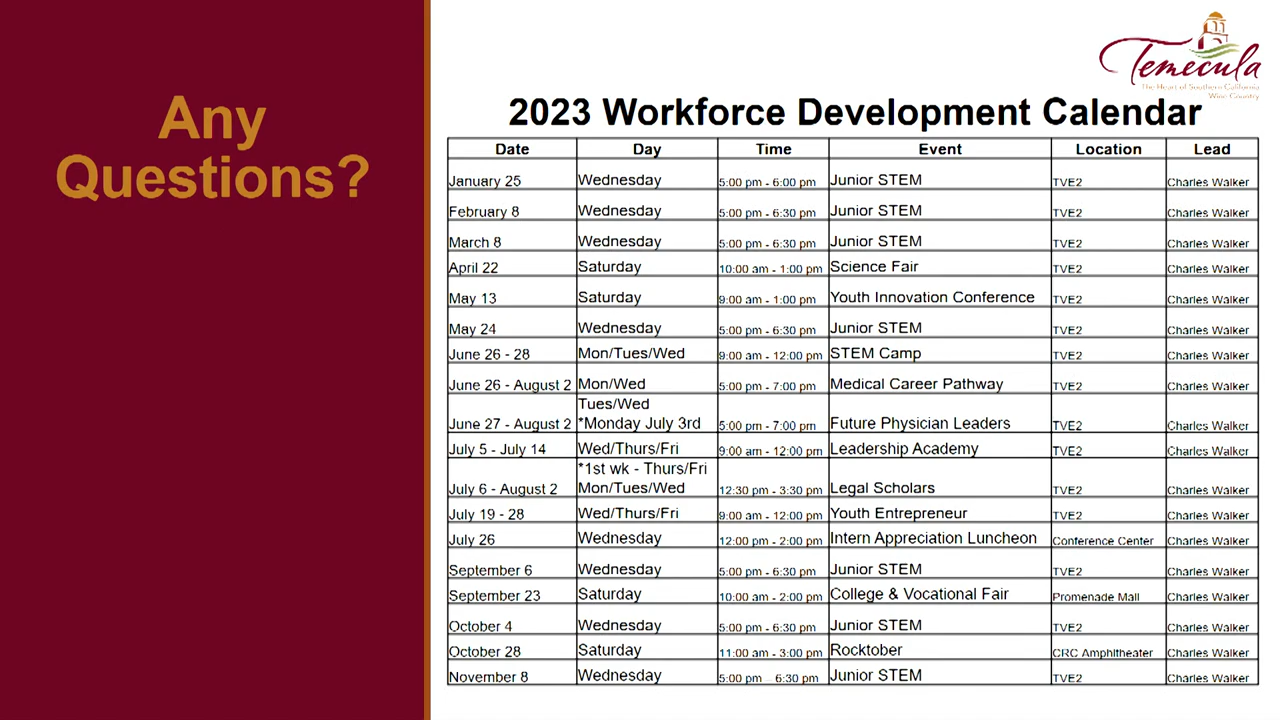 Any
Questions?
Temecula
The Heart of Southern California
Wine Country
2023 Workforce Development Calendar
Date Day Time Event Location Lead
January 25 Wednesday 5:00 pm - 6:00 pm Junior STEM TVE2 Charles Walker
February 8 Wednesday 5:00 pm - 6:30 pm Junior STEM TVE2 Charles Walker
March 8 Wednesday 5:00 pm - 6:30 pm Junior STEM TVE2 Charles Walker
April 22 Saturday 10:00 am - 1:00 pm Science Fair TVE2 Charles Walker
May 13 Saturday 9:00 am - 1:00 pm Youth Innovation Conference TVE2 Charles Walker
May 24 Wednesday 5:00 pm - 6:30 pm Junior STEM TVE2 Charles Walker
June 26 - 28 Mon/Tues/Wed 9:00 am - 12:00 pm STEM Camp TVE2 Charles Walker
June 26 - August 2 Mon/Wed 5:00 pm - 7:00 pm Medical Career Pathway TVE2 Charles Walker
Tues/Wed
June 27 - August 2 *Monday July 3rd 5:00 pm - 7:00 pm Future Physician Leaders TVE2 Charles Walker
July 5 - July 14 Wed/Thurs/Fri 9:00 am - 12:00 pm Leadership Academy TVE2 Charles Walker
*1st wk - Thurs/Fri
July 6 - August 2 Mon/Tues/Wed 12:30 pm - 3:30 pm Legal Scholars TVE2 Charles Walker
July 19 - 28 Wed/Thurs/Fri 9:00 am - 12:00 pm Youth Entrepreneur TVE2 Charles Walker
July 26 Wednesday 12:00 pm - 2:00 pm Intern Appreciation Luncheon Conference Center Charles Walker
September 6 Wednesday 5:00 pm - 6:30 pm Junior STEM TVE2 Charles Walker
September 23 Saturday 10:00 am - 2:00 pm College & Vocational Fair Promenade Mall Charles Walker
October 4 Wednesday 5:00 pm - 6:30 pm Junior STEM TVE2 Charles Walker
October 28 Saturday 11:00 am - 3:00 pm Rocktober CRC Amphitheater Charles Walker
November 8 Wednesday 5:00 pm - 6:30 pm Junior STEM TVE2 Charles Walker